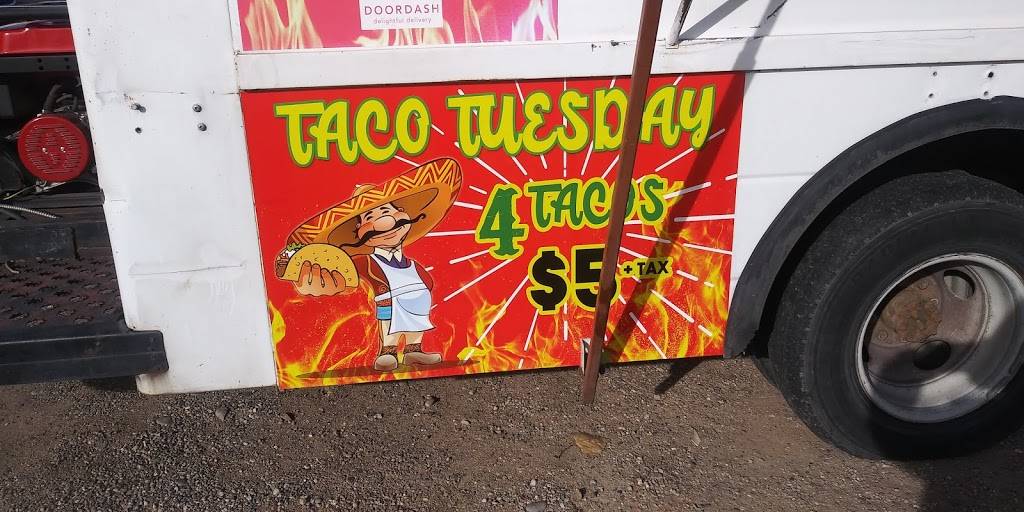 DOORDASH
delightful delivery
TACO TUESDAY
4 TACOS
$5 + TAX